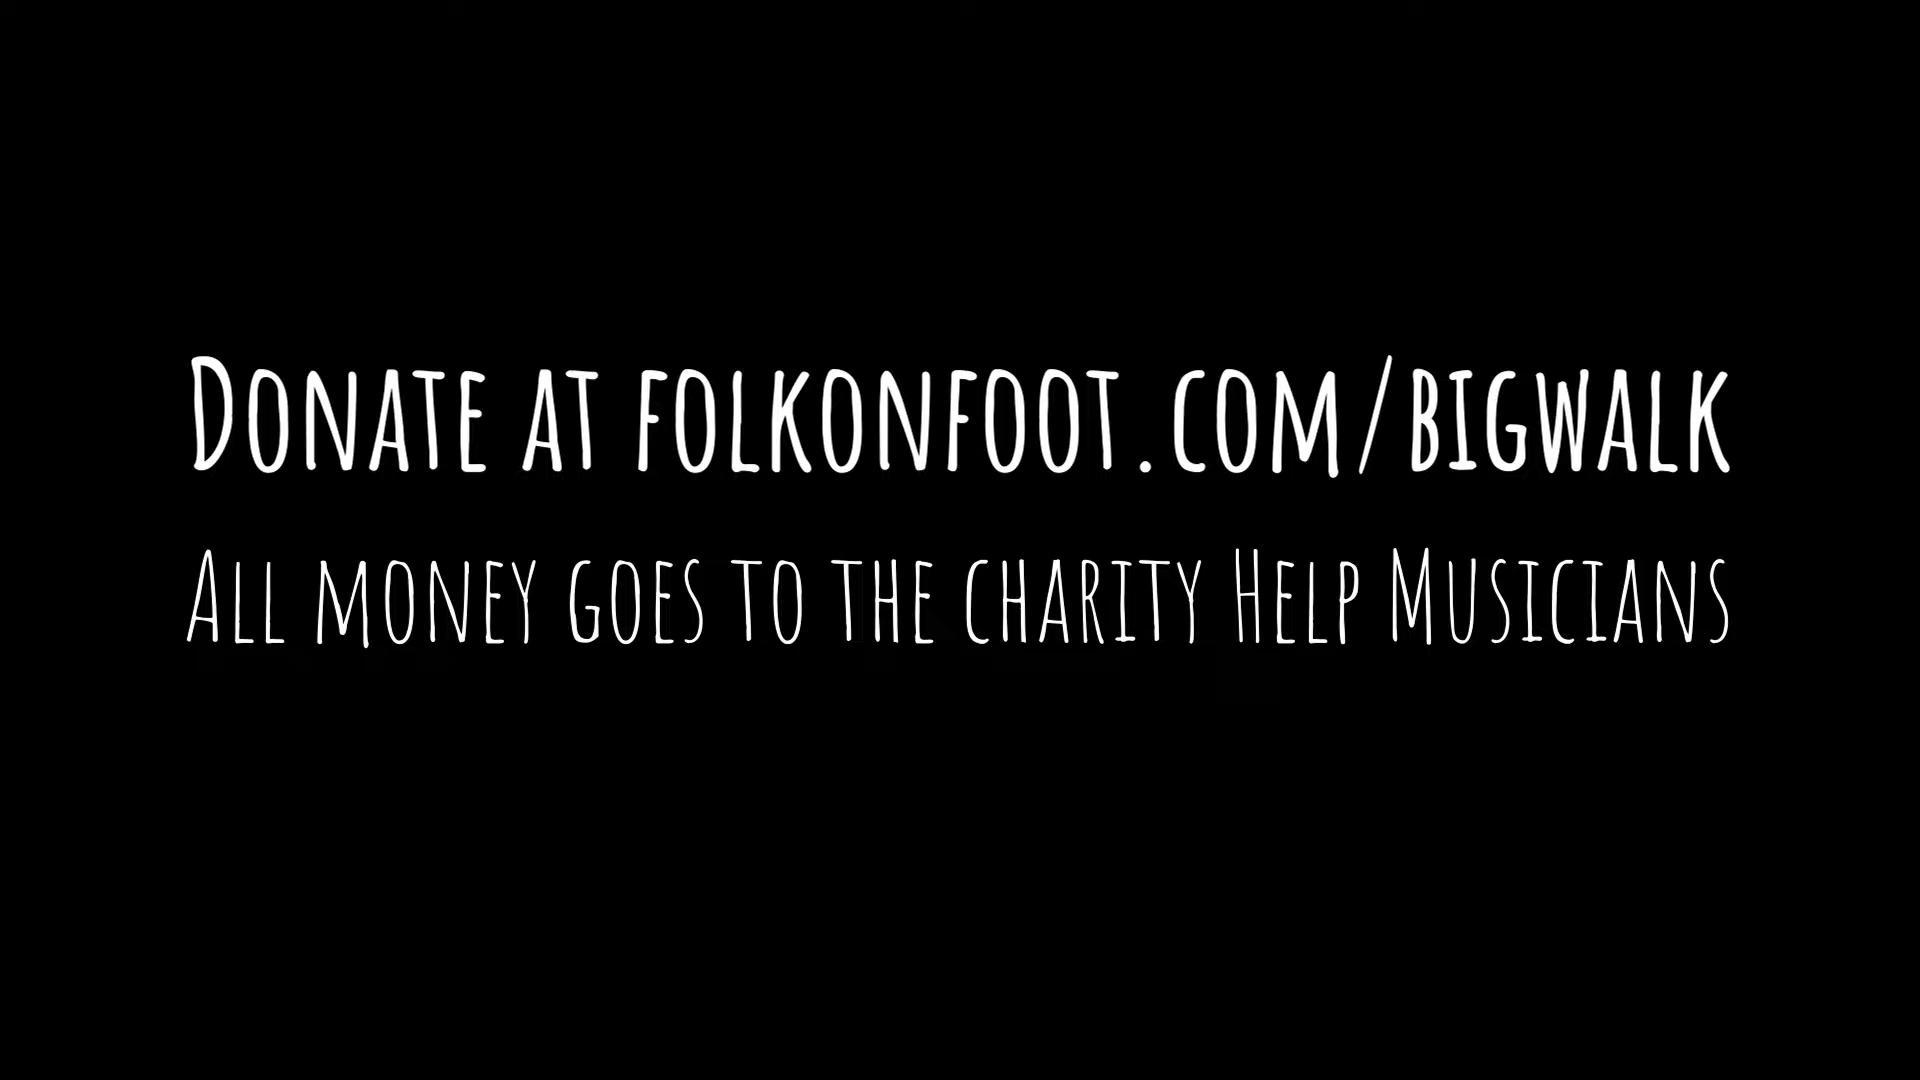 Donate at folkonfoot.com/bigwalk
All money goes to the charity Help Musicians